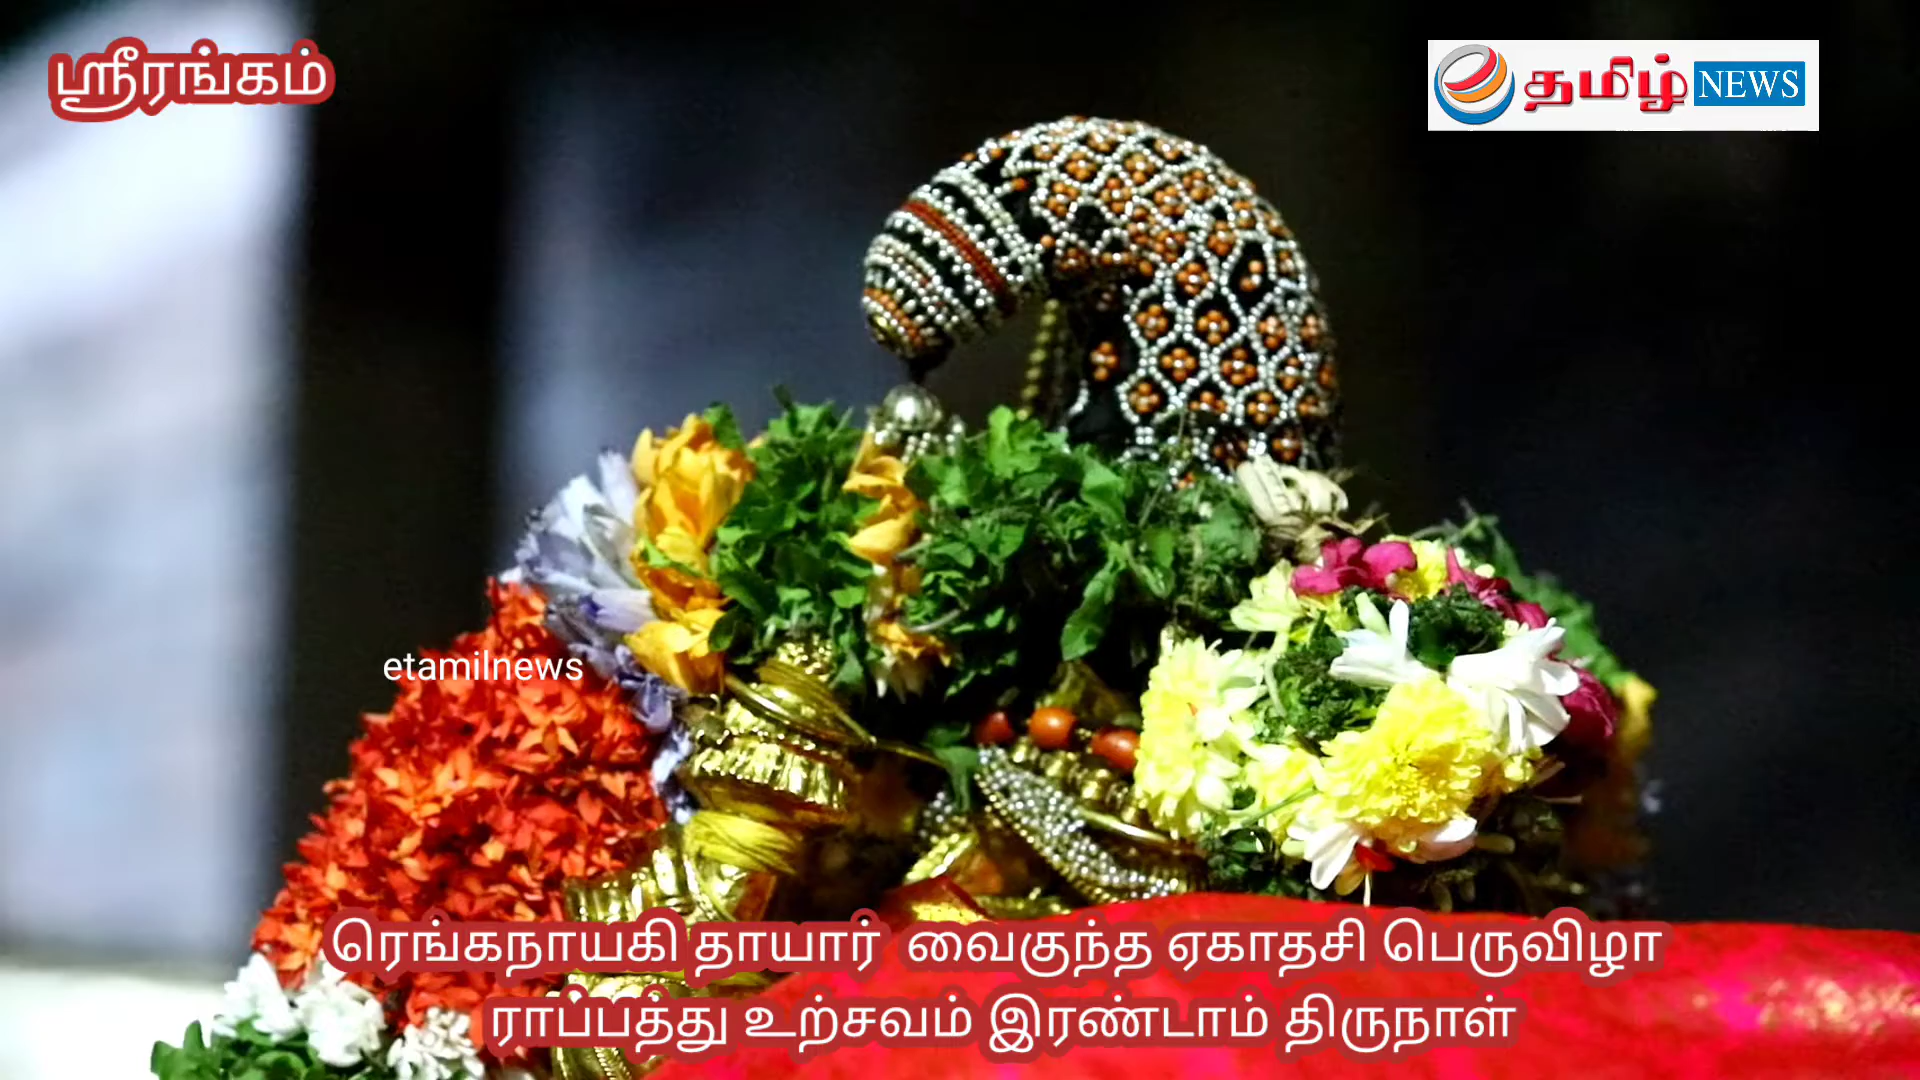 ஸ்ரீரங்கம்
தமிழ் NEWS
etamilnews
ரெங்கநாயகி தாயார் வைகுந்த ஏகாதசி பெருவிழா
ராப்பத்து உற்சவம் இரண்டாம் திருநாள்